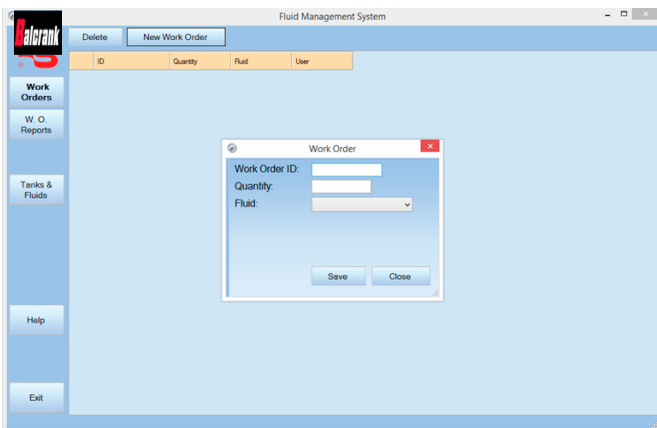 Fluid Management System
Balcrank
Delete
New Work Order
ID
Quantity
Fluid
User
Work
Orders
W. O.
Reports
Tanks &
Fluids
Help
Exit
Work Order
Work Order ID:
Quantity:
Fluid:
Save
Close